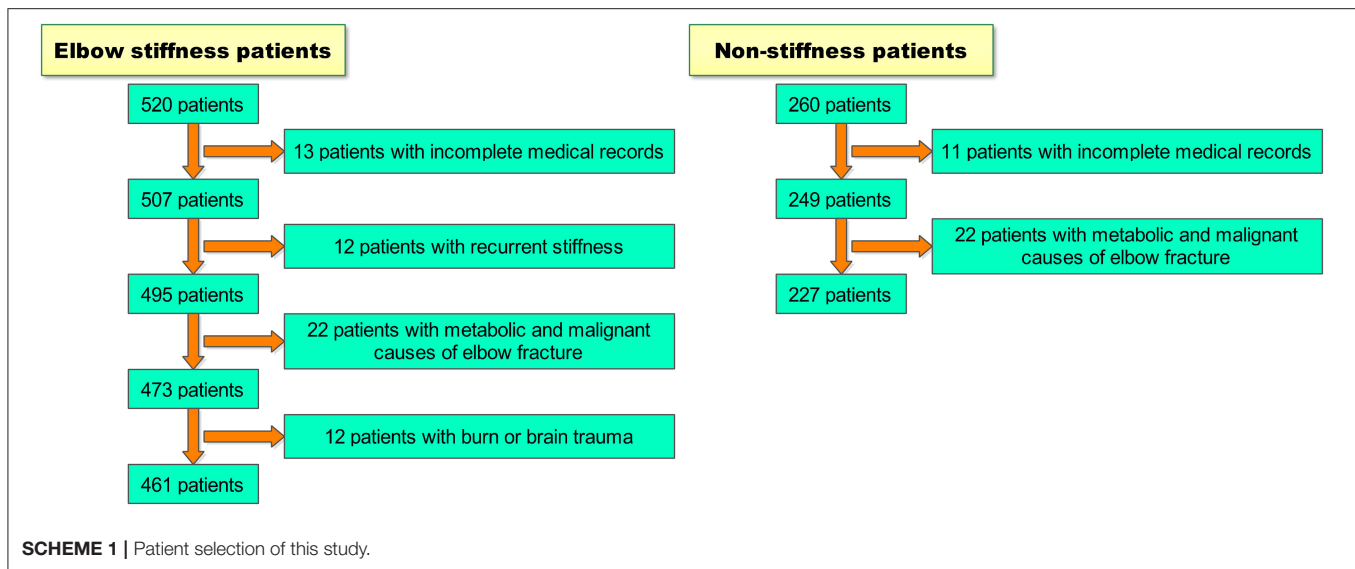 Elbow stiffness patients
520 patients
13 patients with incomplete medical records
507 patients
12 patients with recurrent stiffness
495 patients
22 patients with metabolic and malignant
causes of elbow fracture
473 patients
12 patients with burn or brain trauma
461 patients
Non-stiffness patients
260 patients
11 patients with incomplete medical records
249 patients
22 patients with metabolic and malignant
causes of elbow fracture
227 patients
SCHEME 1 | Patient selection of this study.